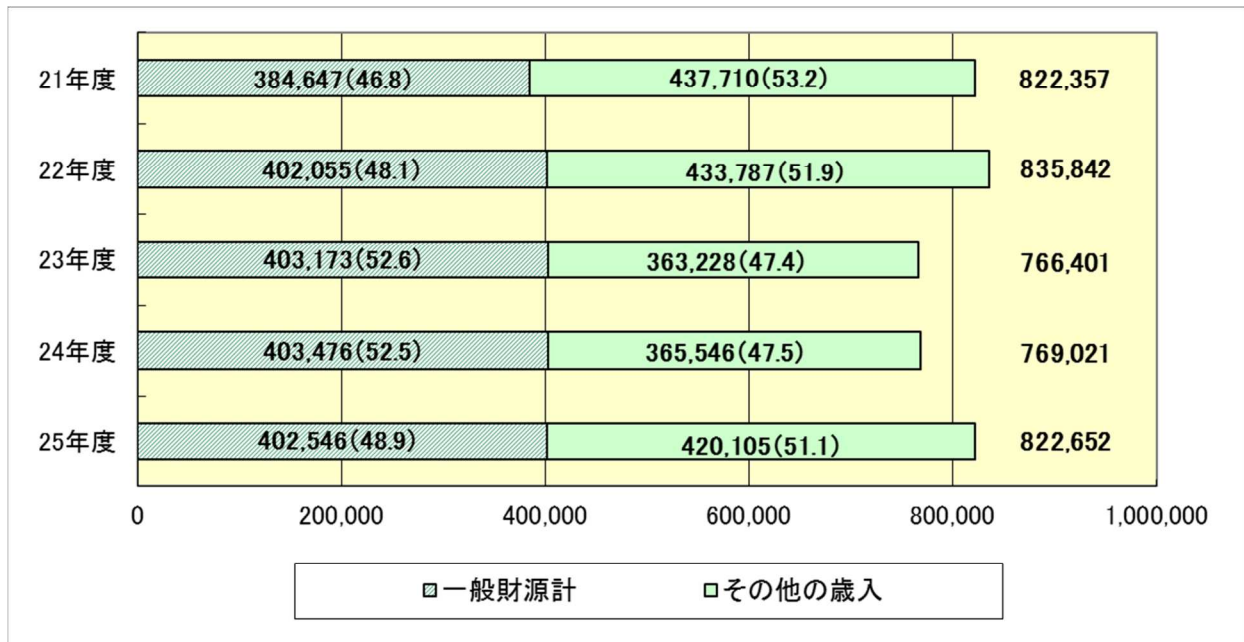 21年度 384,647(46.8) 437,710(53.2) 822,357
22年度 402,055(48.1) 433,787(51.9) 835,842
23年度 403,173(52.6) 363,228(47.4) 766,401
24年度 403,476(52.5) 365,546(47.5) 769,021
25年度 402,546(48.9) 420,105(51.1) 822,652
0 200,000 400,000 600,000 800,000 1,000,000
一般財源計 その他の歳入